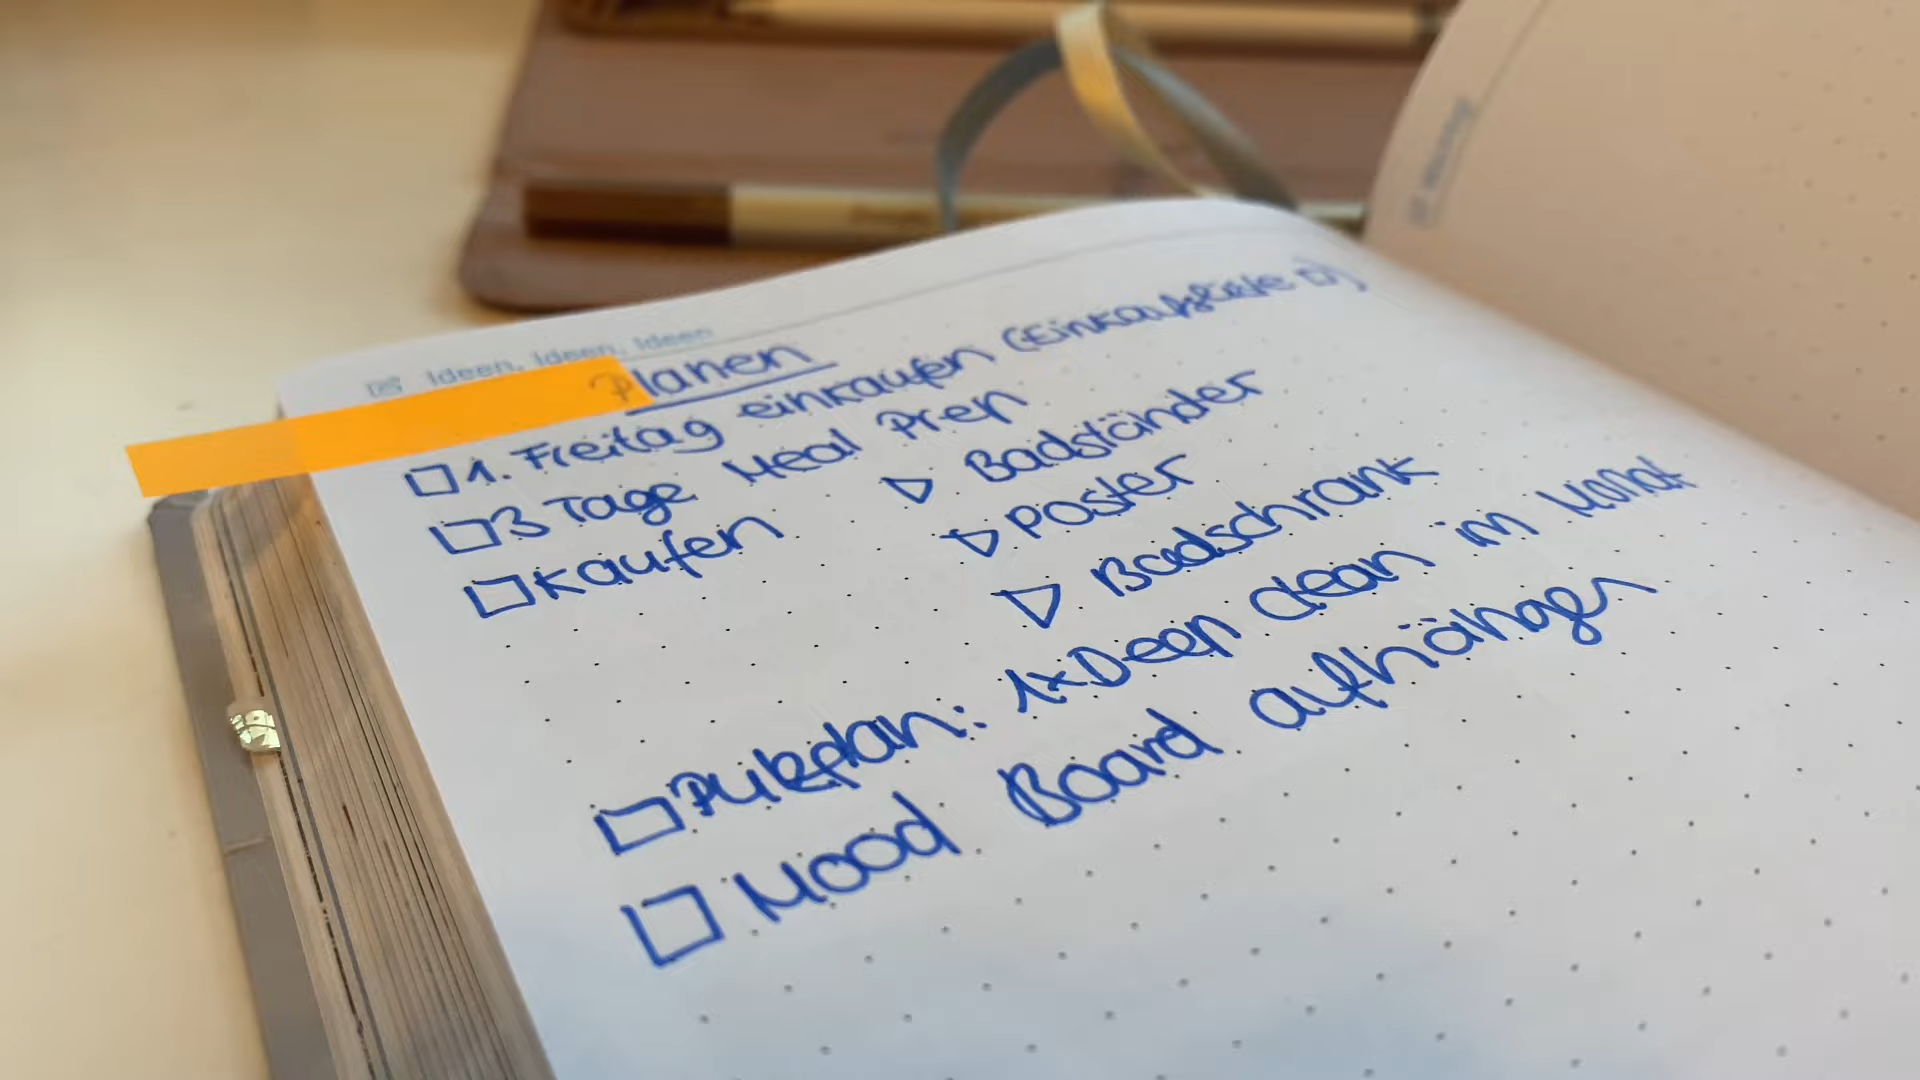 Ideen, Ideen, Ideen
Planen
1. Freitag einkaufen (Einkaufsliste
3 Tage Meal Prep
Kaufen
▷ Badständer
▷ Poster
▷ Badschrank
Putzplan: 1x Deep clean im Monat
Mood Board aufhängen